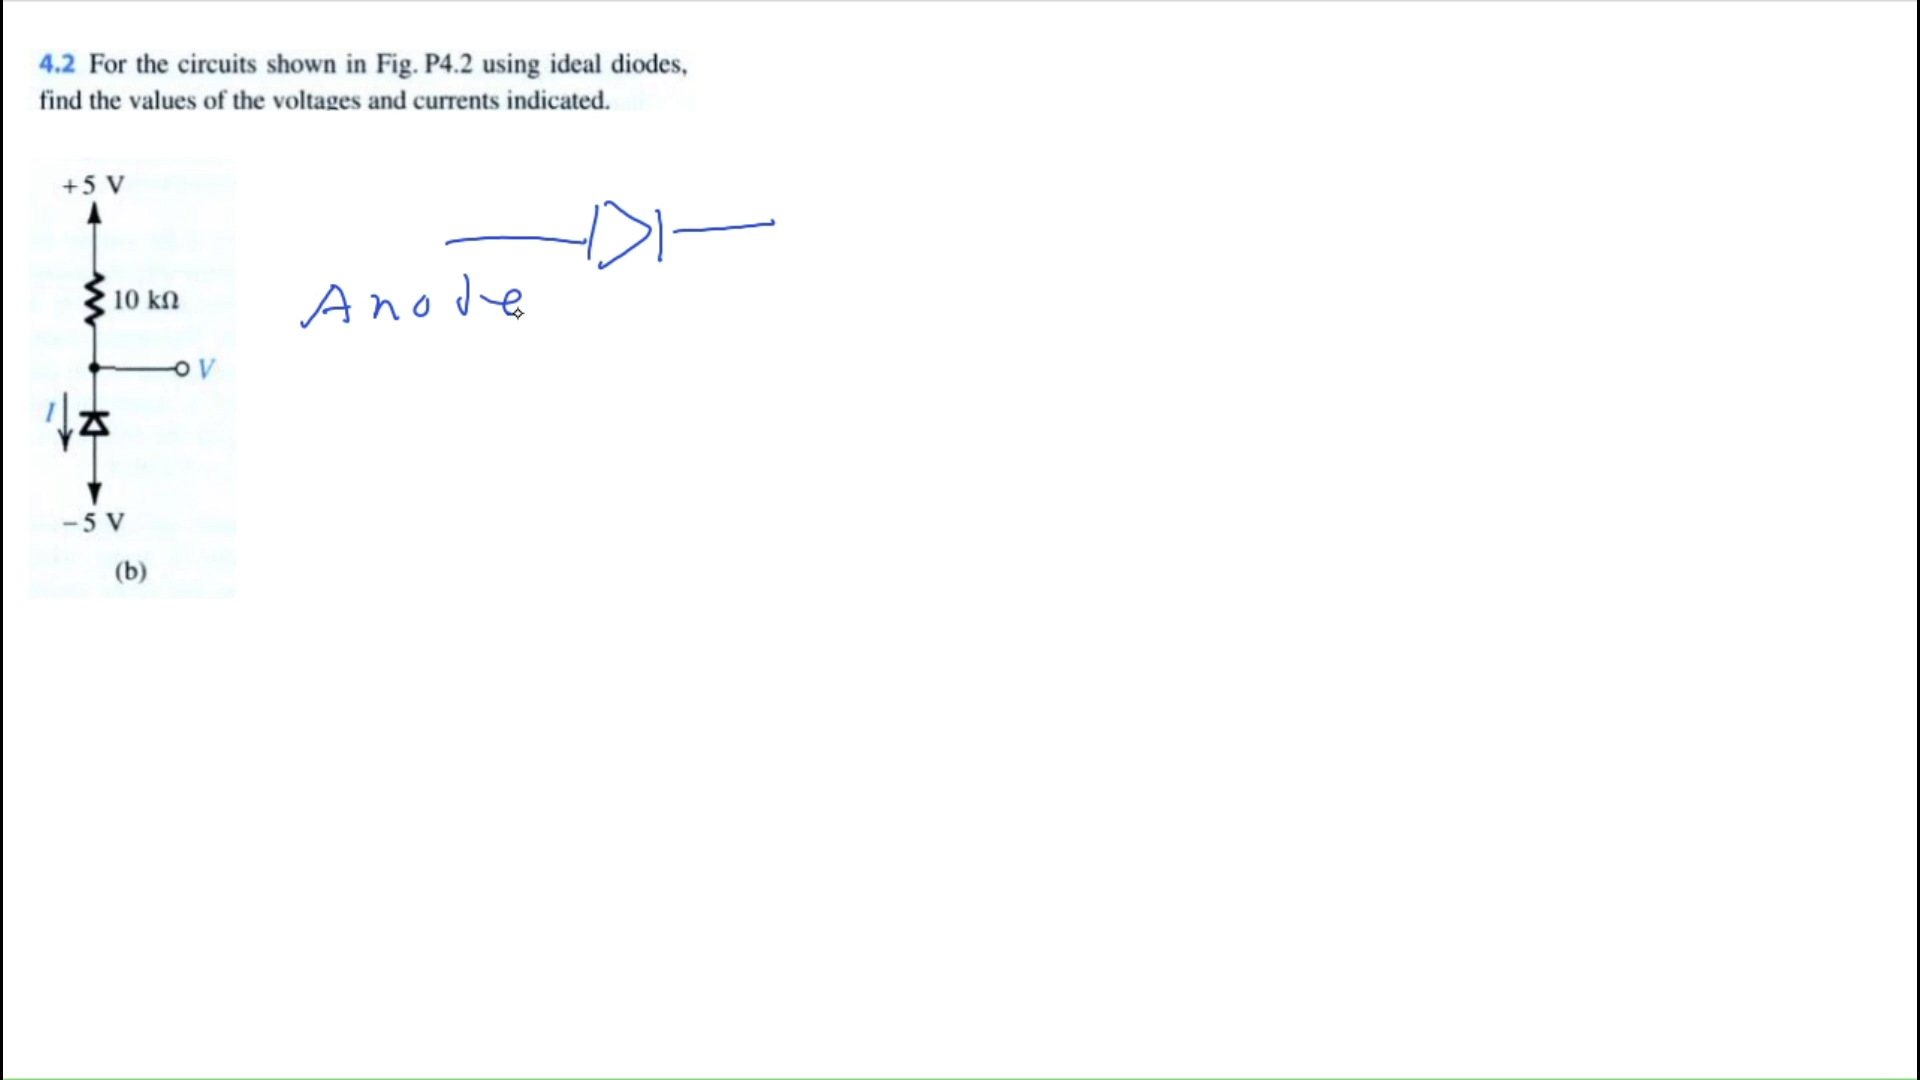 4.2 For the circuits shown in Fig. P4.2 using ideal diodes,
find the values of the voltages and currents indicated.
+5 V
10 kΩ
V
I
−5 V
(b)
Anode